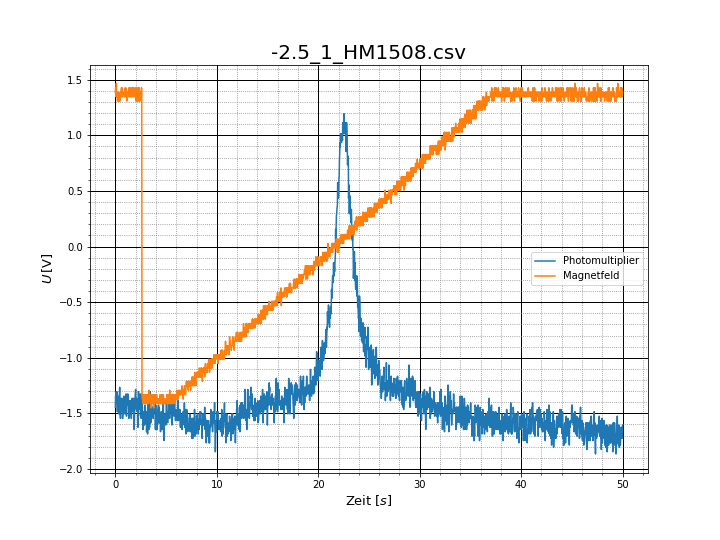 -2.5_1_HM1508.csv
U [V]
1.5
1.0
0.5
0.0
−0.5
−1.0
−1.5
−2.0
Photomultiplier
Magnetfeld
0 10 20 30 40 50
Zeit [s]